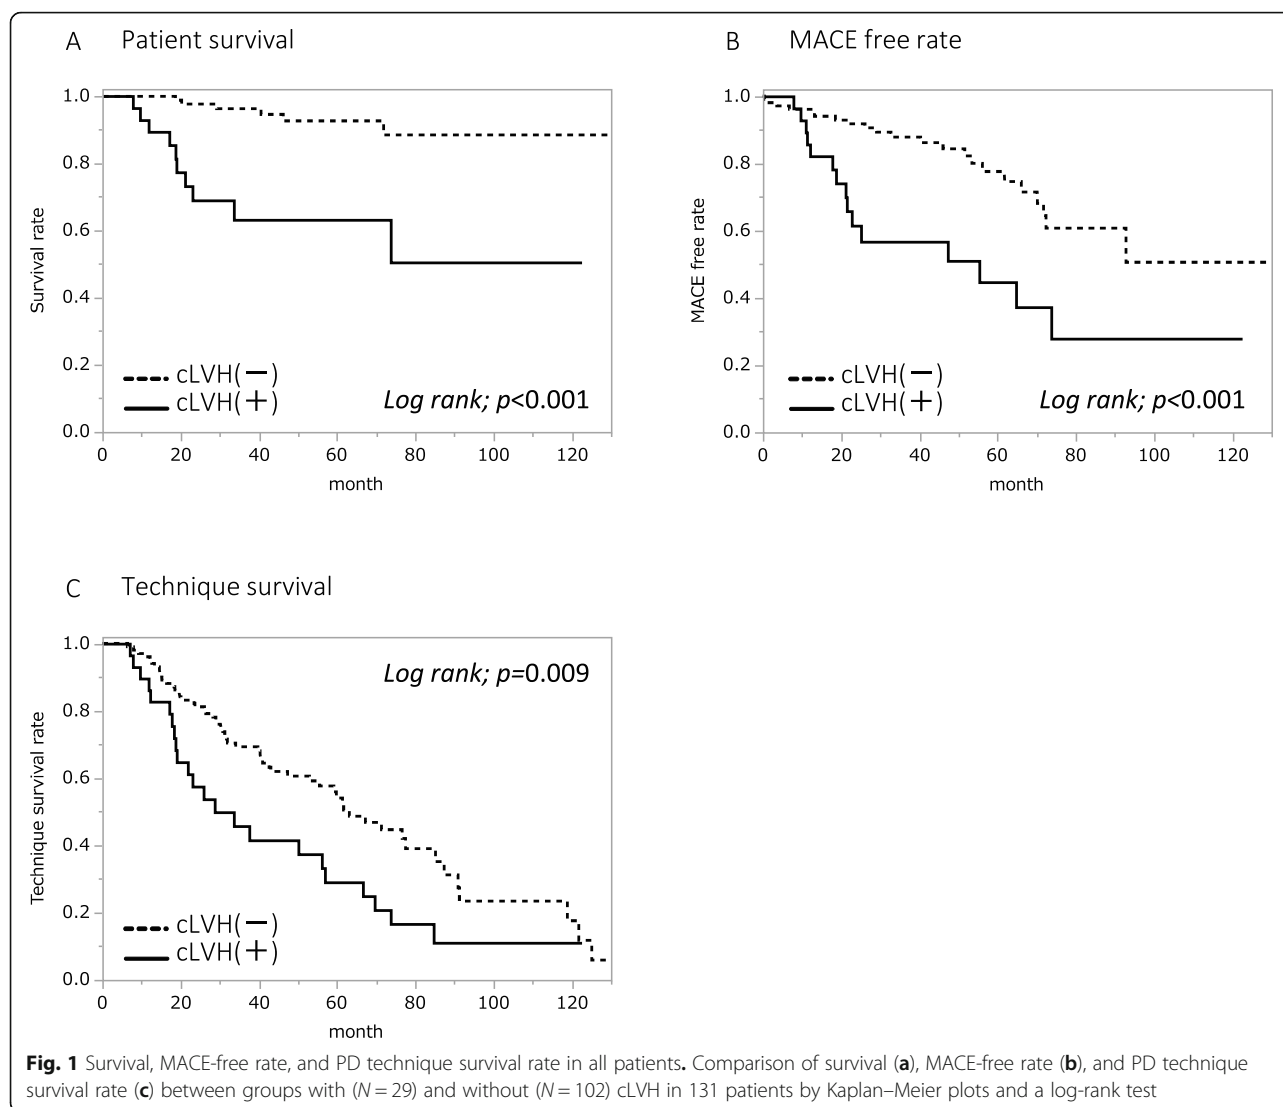 A Patient survival
1.0
0.8
0.6
0.4
0.2
0.0
Survival rate
cLVH(−)
cLVH(+)
Log rank; p<0.001
0 20 40 60 80 100 120
month
B MACE free rate
1.0
0.8
0.6
0.4
0.2
0.0
MACE free rate
cLVH(−)
cLVH(+)
Log rank; p<0.001
0 20 40 60 80 100 120
month
C Technique survival
1.0
0.8
0.6
0.4
0.2
0.0
Technique survival rate
Log rank; p=0.009
cLVH(−)
cLVH(+)
0 20 40 60 80 100 120
month
Fig. 1 Survival, MACE-free rate, and PD technique survival rate in all patients. Comparison of survival (a), MACE-free rate (b), and PD technique
survival rate (c) between groups with (N = 29) and without (N = 102) cLVH in 131 patients by Kaplan–Meier plots and a log-rank test